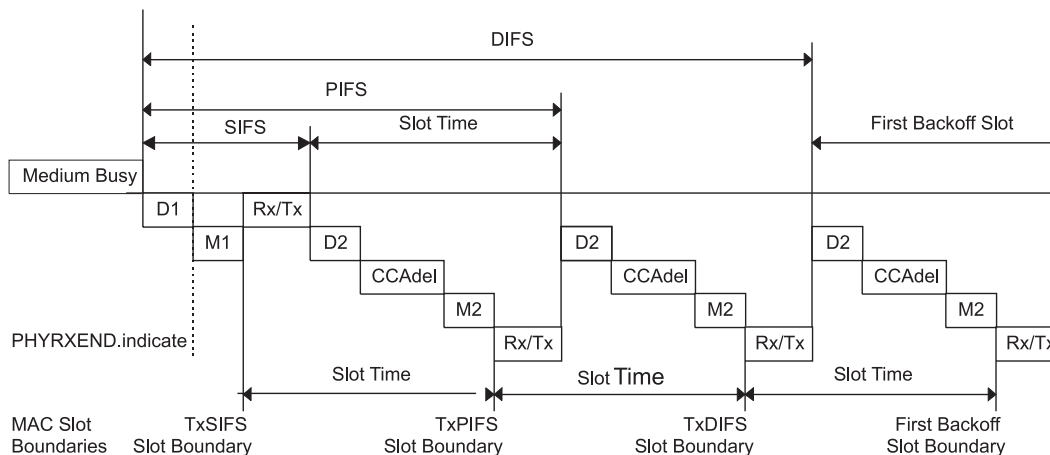 DIFS
PIFS
SIFS
Slot Time
First Backoff Slot
Medium Busy
D1
Rx/Tx
M1
D2
D2
D2
CCAdel
CCAdel
CCAdel
M2
M2
M2
PHYRXEND.indicate
Rx/Tx
Rx/Tx
Rx/Tx
Slot Time
Slot Time
Slot Time
MAC Slot
Boundaries
TxSIFS
Slot Boundary
TxPIFS
Slot Boundary
TxDIFS
Slot Boundary
First Backoff
Slot Boundary